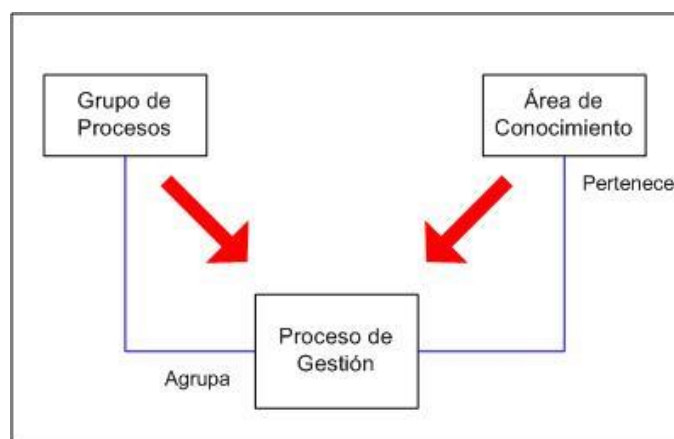 Grupo de
Procesos
Área de
Conocimiento
Pertenece
Proceso de
Gestión
Agrupa